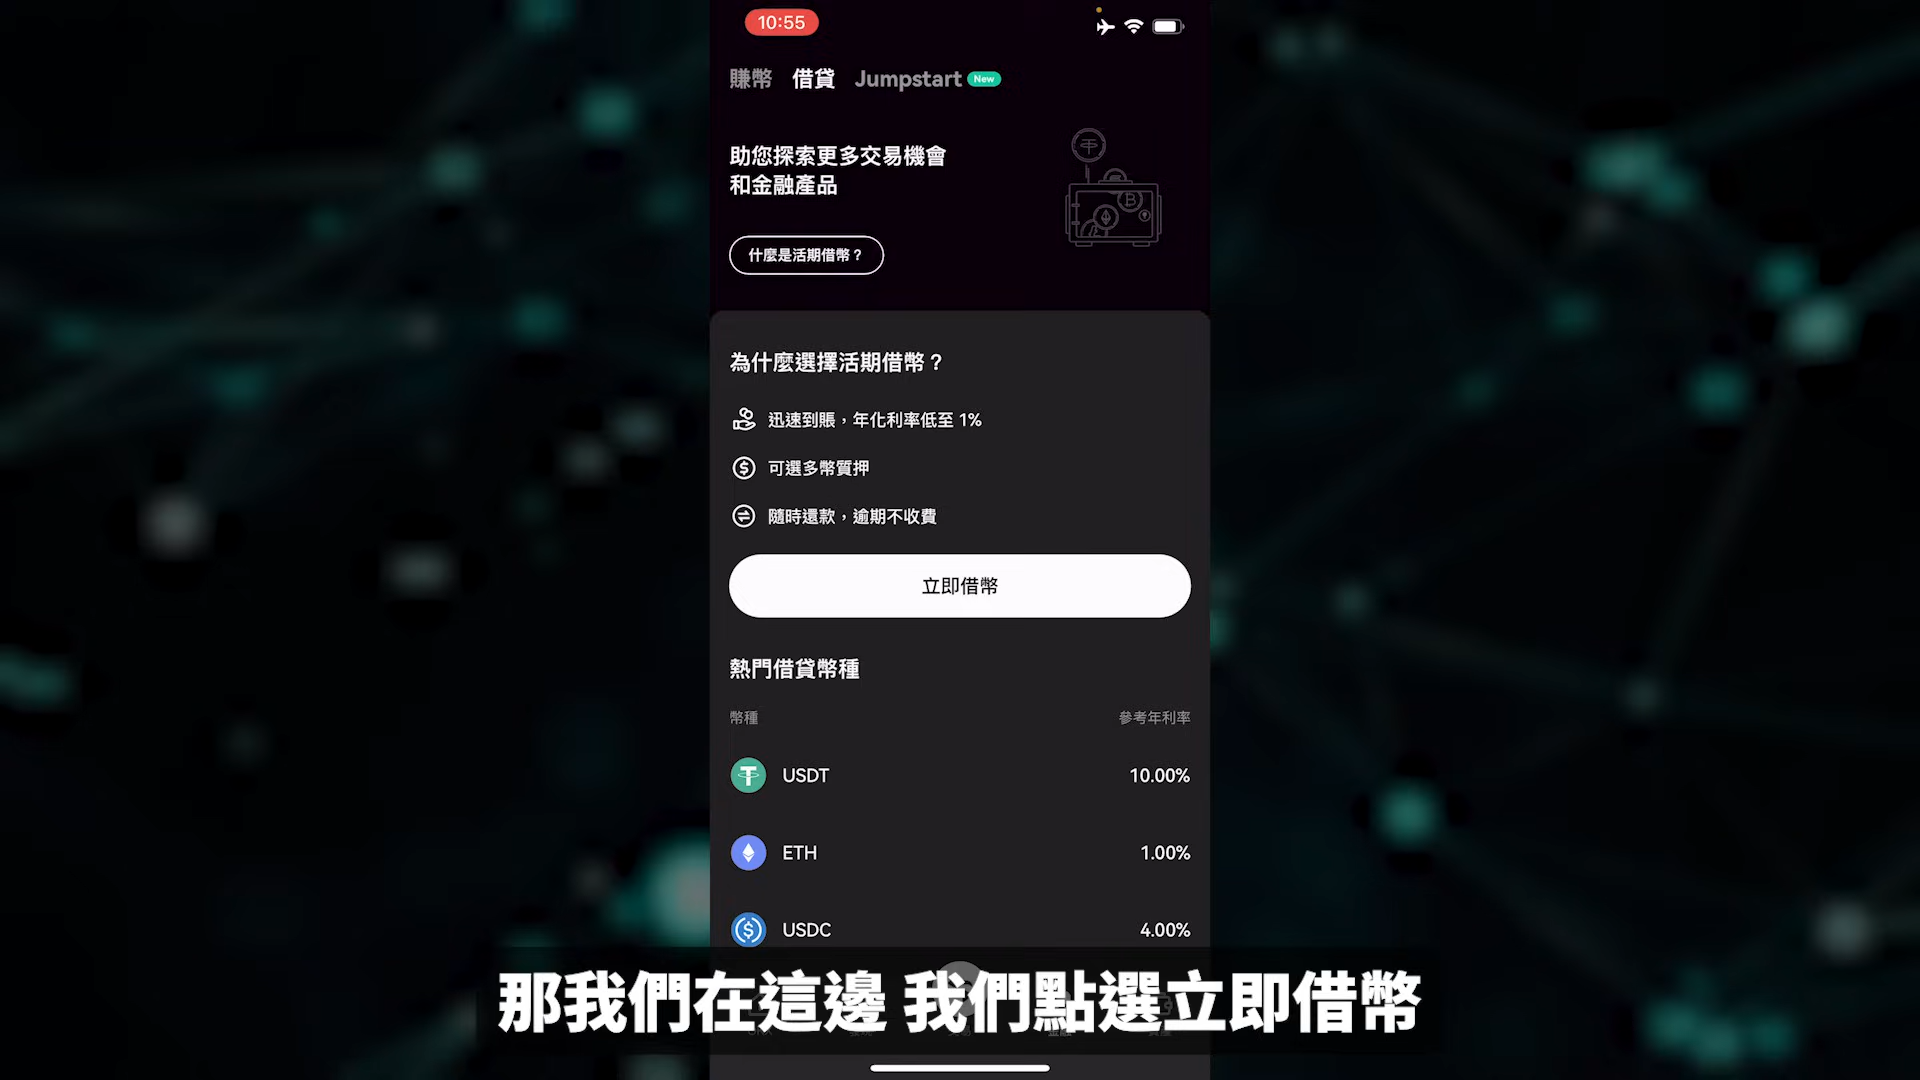 10:55
賺幣 借貸 Jumpstart New
助您探索更多交易機會
和金融產品
什麼是活期借幣？
為什麼選擇活期借幣？
迅速到賬，年化利率低至 1%
可選多幣質押
隨時還款，逾期不收費
立即借幣
熱門借貸幣種
幣種 參考年利率
USDT 10.00%
ETH 1.00%
USDC 4.00%
那我們在這邊 我們點選立即借幣